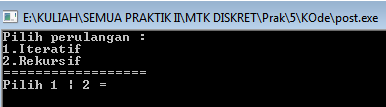 E:\KULIAH\SEMUA PRAKTIK II\MTK DISKRET\Prak\5\KOde\post.exe
Pilih perulangan :
1.Iteratif
2.Rekursif
==================
Pilih 1 ¦ 2 =